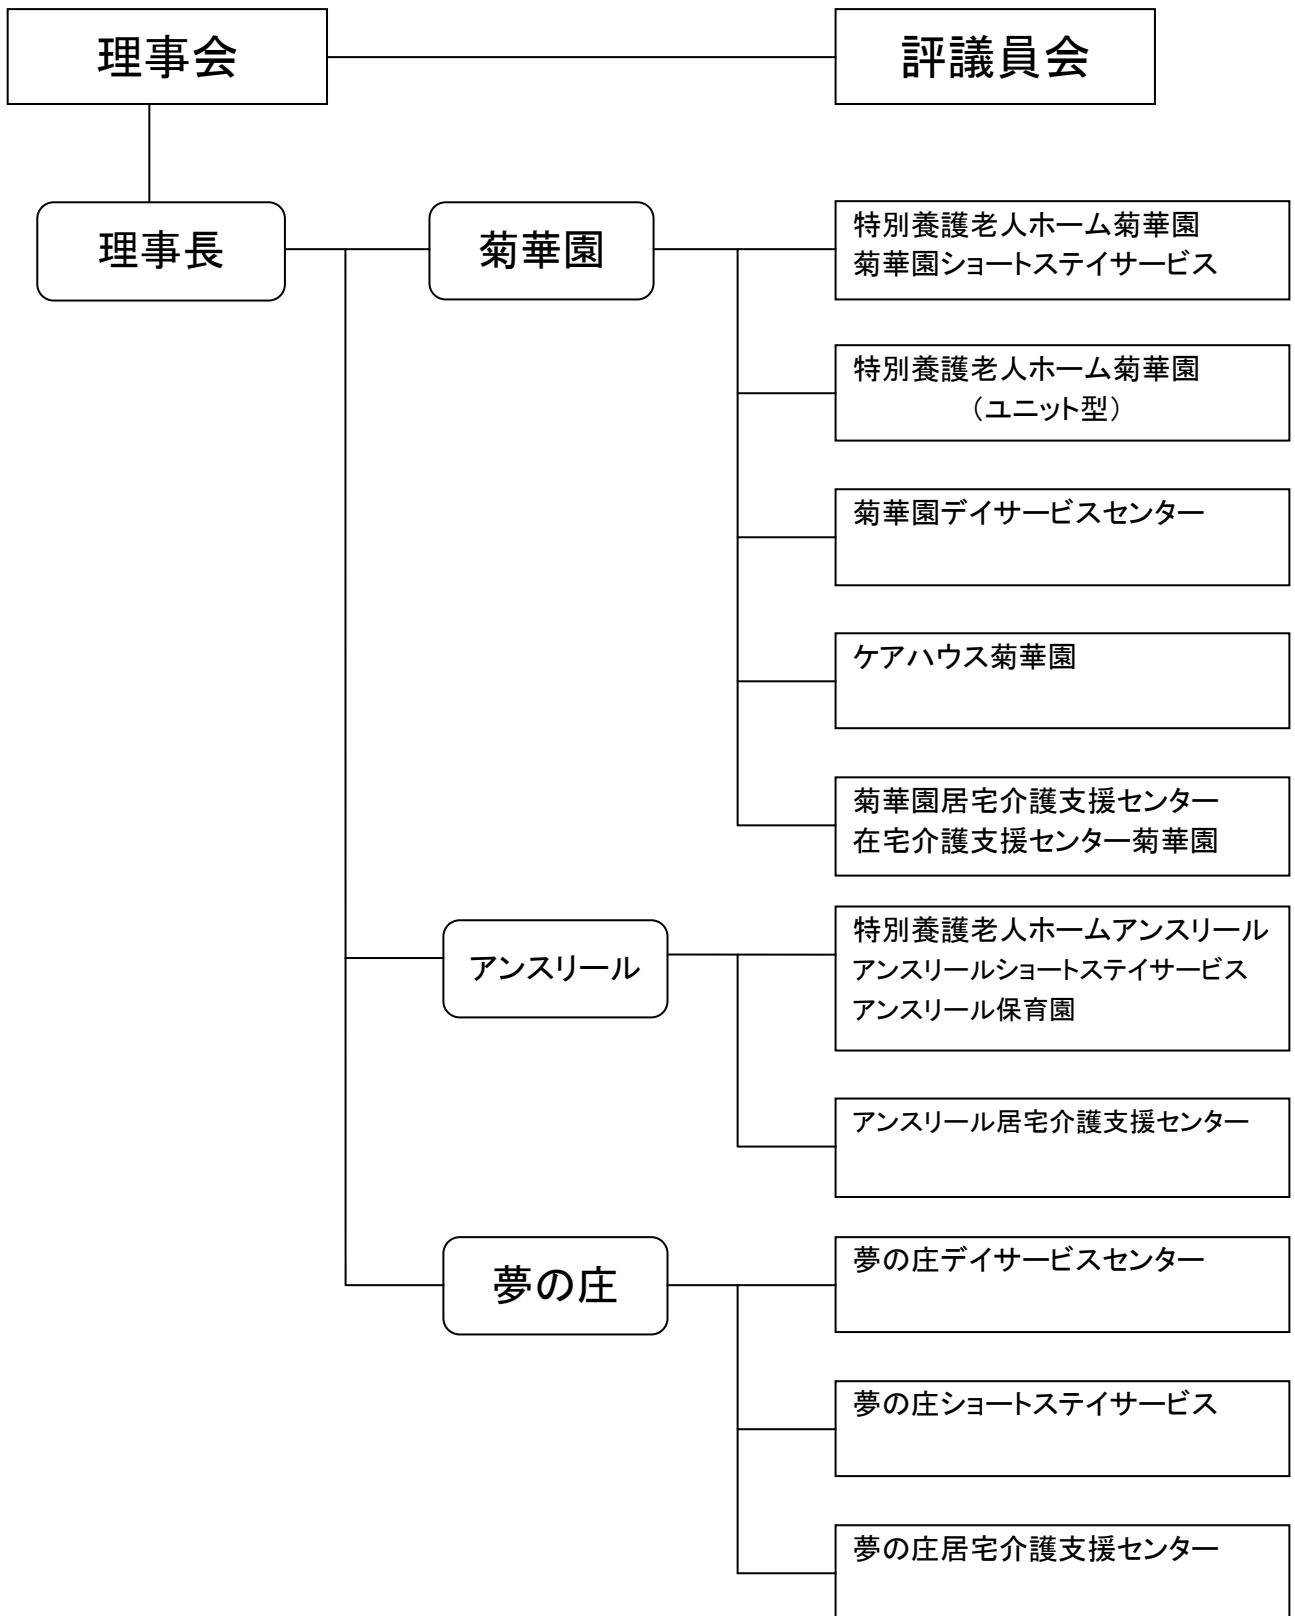 理事会
評議員会
理事長
菊華園
特別養護老人ホーム菊華園
菊華園ショートステイサービス
特別養護老人ホーム菊華園
（ユニット型）
菊華園デイサービスセンター
ケアハウス菊華園
菊華園居宅介護支援センター
在宅介護支援センター菊華園
アンスリール
特別養護老人ホームアンスリール
アンスリールショートステイサービス
アンスリール保育園
アンスリール居宅介護支援センター
夢の庄
夢の庄デイサービスセンター
夢の庄ショートステイサービス
夢の庄居宅介護支援センター